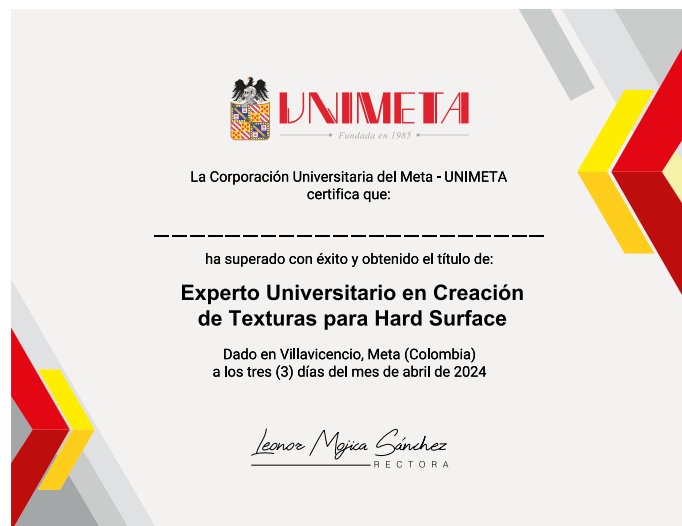 UNIMETA
Fundada en 1985
La Corporación Universitaria del Meta - UNIMETA
certifica que:
ha superado con éxito y obtenido el título de:
Experto Universitario en Creación
de Texturas para Hard Surface
Dado en Villavicencio, Meta (Colombia)
a los tres (3) días del mes de abril de 2024
Leonor Mojica Sánchez
RECTORA